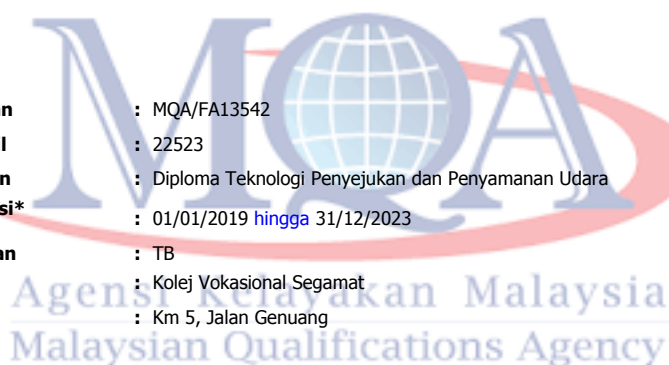 MQA
an : MQA/FA13542
l : 22523
n : Diploma Teknologi Penyejukan dan Penyamanan Udara
si* : 01/01/2019 hingga 31/12/2023
an : TB
: Kolej Vokasional Segamat
: Km 5, Jalan Genuang
Agensi Kelayakan Malaysia
Malaysian Qualifications Agency